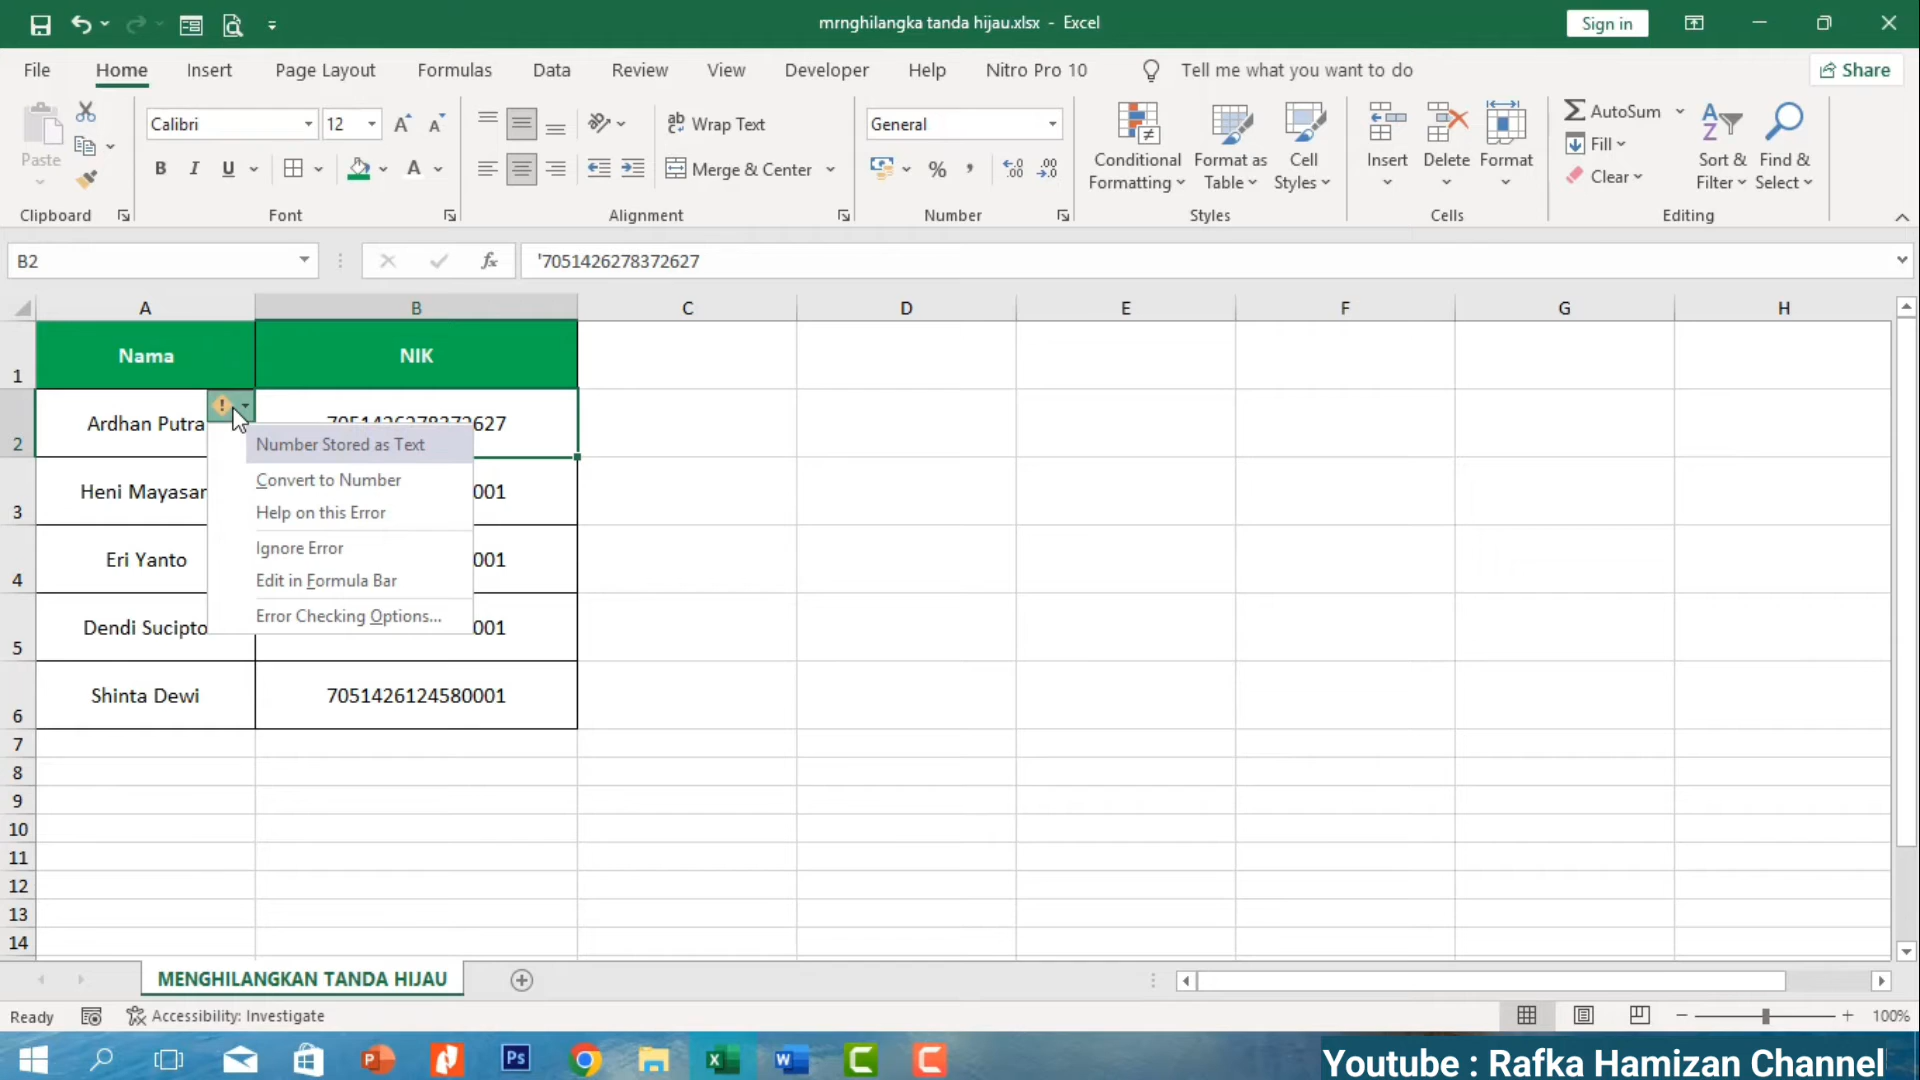 mrnghilangka tanda hijau.xlsx - Excel
Sign in
File Home Insert Page Layout Formulas Data Review View Developer Help Nitro Pro 10 Tell me what you want to do Share
Paste
Calibri 12
B I U A
Wrap Text
Merge & Center
General
% ,
Conditional Formatting
Format as Table
Cell Styles
Insert Delete Format
AutoSum
Fill
Clear
Sort & Filter
Find & Select
Clipboard Font Alignment Number Styles Cells Editing
B2 fx '7051426278372627
A B C D E F G H
1 Nama NIK
2 Ardhan Putra 7051426278372627
Number Stored as Text
Convert to Number
Help on this Error
Ignore Error
Edit in Formula Bar
Error Checking Options...
3 Heni Mayasar 001
4 Eri Yanto 001
5 Dendi Sucipto 001
6 Shinta Dewi 7051426124580001
7
8
9
10
11
12
13
14
MENGHILANGKAN TANDA HIJAU
Ready Accessibility: Investigate 100%
Youtube : Rafka Hamizan Channel